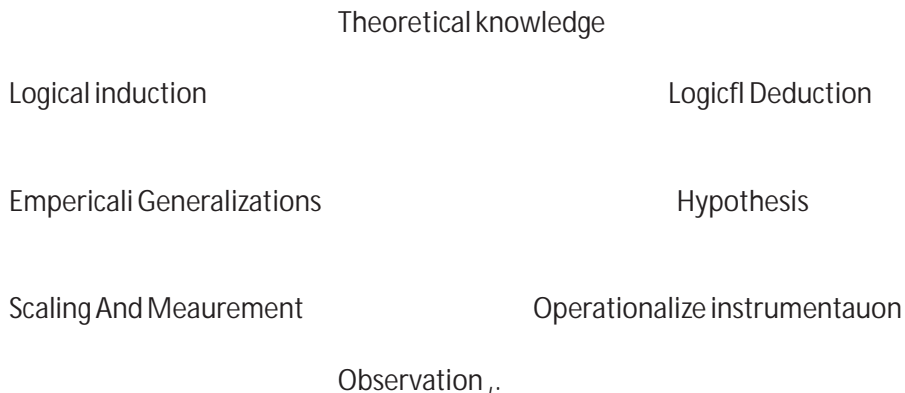 Theoretical knowledge
Logical induction Logicfl Deduction
Empericali Generalizations Hypothesis
Scaling And Meaurement Operationalize instrumentauon
Observation ,.